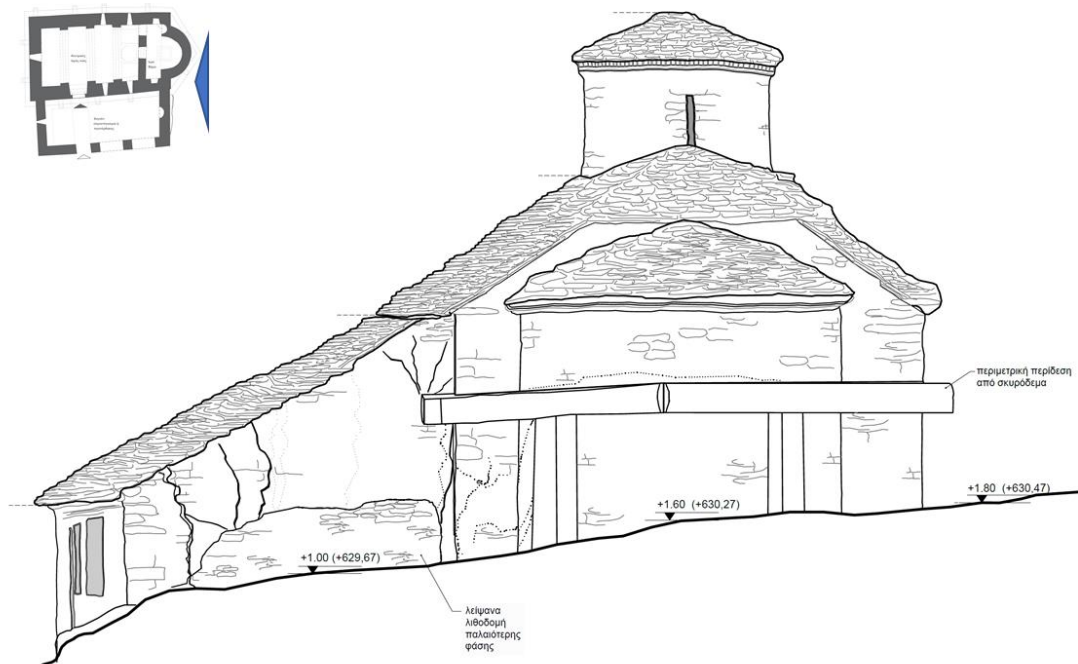 περιμετρική περίδεση
από σκυρόδεμα
+1.80 (+630,47)
+1.60 (+630,27)
+1.00 (+629,67)
λείψανα
λιθοδομή
παλαιότερης
φάσης